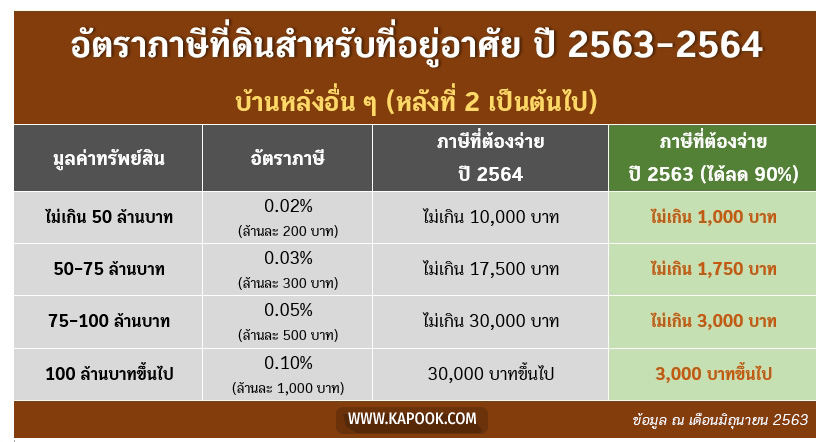 อัตราภาษีที่ดินสำหรับที่อยู่อาศัย ปี 2563-2564
บ้านหลังอื่น ๆ (หลังที่ 2 เป็นต้นไป)
มูลค่าทรัพย์สิน
อัตราภาษี
ภาษีที่ต้องจ่าย
ปี 2564
ภาษีที่ต้องจ่าย
ปี 2563 (ได้ลด 90%)
ไม่เกิน 50 ล้านบาท
0.02%
(ล้านละ 200 บาท)
ไม่เกิน 10,000 บาท
ไม่เกิน 1,000 บาท
50-75 ล้านบาท
0.03%
(ล้านละ 300 บาท)
ไม่เกิน 17,500 บาท
ไม่เกิน 1,750 บาท
75-100 ล้านบาท
0.05%
(ล้านละ 500 บาท)
ไม่เกิน 30,000 บาท
ไม่เกิน 3,000 บาท
100 ล้านบาทขึ้นไป
0.10%
(ล้านละ 1,000 บาท)
30,000 บาทขึ้นไป
3,000 บาทขึ้นไป
WWW.KAPOOK.COM
ข้อมูล ณ เดือนมิถุนายน 2563